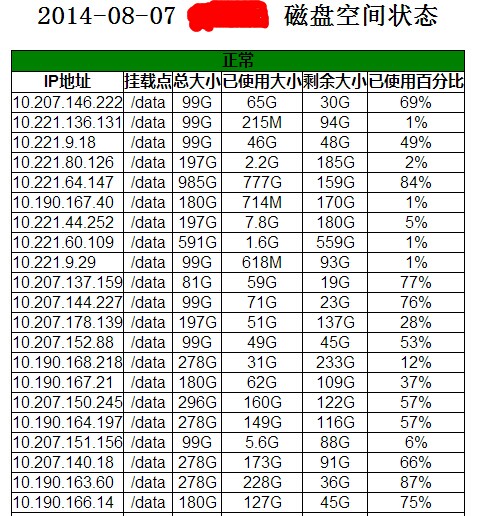 2014-08-07 磁盘空间状态
正常
IP地址 挂载点 总大小 已使用大小 剩余大小 已使用百分比
10.207.146.222 /data 99G 65G 30G 69%
10.221.136.131 /data 99G 215M 94G 1%
10.221.9.18 /data 99G 46G 48G 49%
10.221.80.126 /data 197G 2.2G 185G 2%
10.221.64.147 /data 985G 777G 159G 84%
10.190.167.40 /data 180G 714M 170G 1%
10.221.44.252 /data 197G 7.8G 180G 5%
10.221.60.109 /data 591G 1.6G 559G 1%
10.221.9.29 /data 99G 618M 93G 1%
10.207.137.159 /data 81G 59G 19G 77%
10.207.144.227 /data 99G 71G 23G 76%
10.207.178.139 /data 197G 51G 137G 28%
10.207.152.88 /data 99G 49G 45G 53%
10.190.168.218 /data 278G 31G 233G 12%
10.190.167.21 /data 180G 62G 109G 37%
10.207.150.245 /data 296G 160G 122G 57%
10.190.164.197 /data 278G 149G 116G 57%
10.207.151.156 /data 99G 5.6G 88G 6%
10.207.140.18 /data 278G 173G 91G 66%
10.190.163.60 /data 278G 228G 36G 87%
10.190.166.14 /data 180G 127G 45G 75%